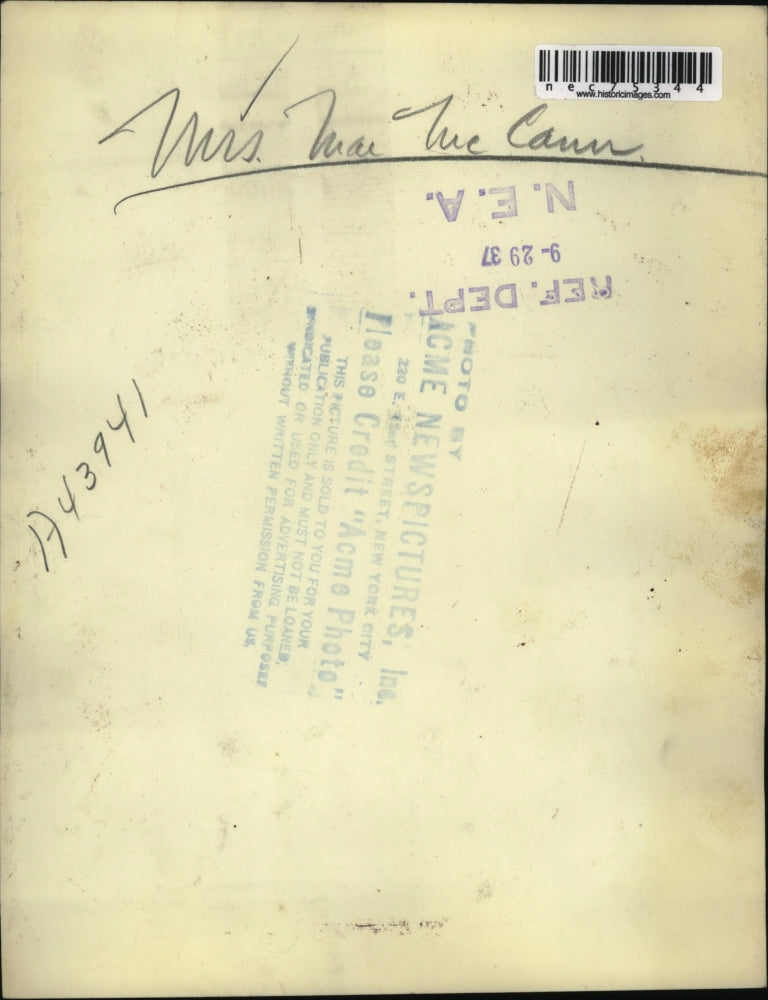 nec75344
www.historicimages.com
Mrs. Mae McCann.
REF. DEPT.
9-29 37
N.E.A.
PHOTO BY
ACME NEWSPICTURES, Inc.
220 E. 42nd STREET, NEW YORK CITY
Please Credit "Acme Photo"
THIS PICTURE IS SOLD TO YOU FOR YOUR
PUBLICATION ONLY AND MUST NOT BE LOANED,
SYNDICATED OR USED FOR ADVERTISING PURPOSES
WITHOUT WRITTEN PERMISSION FROM US.
A43941